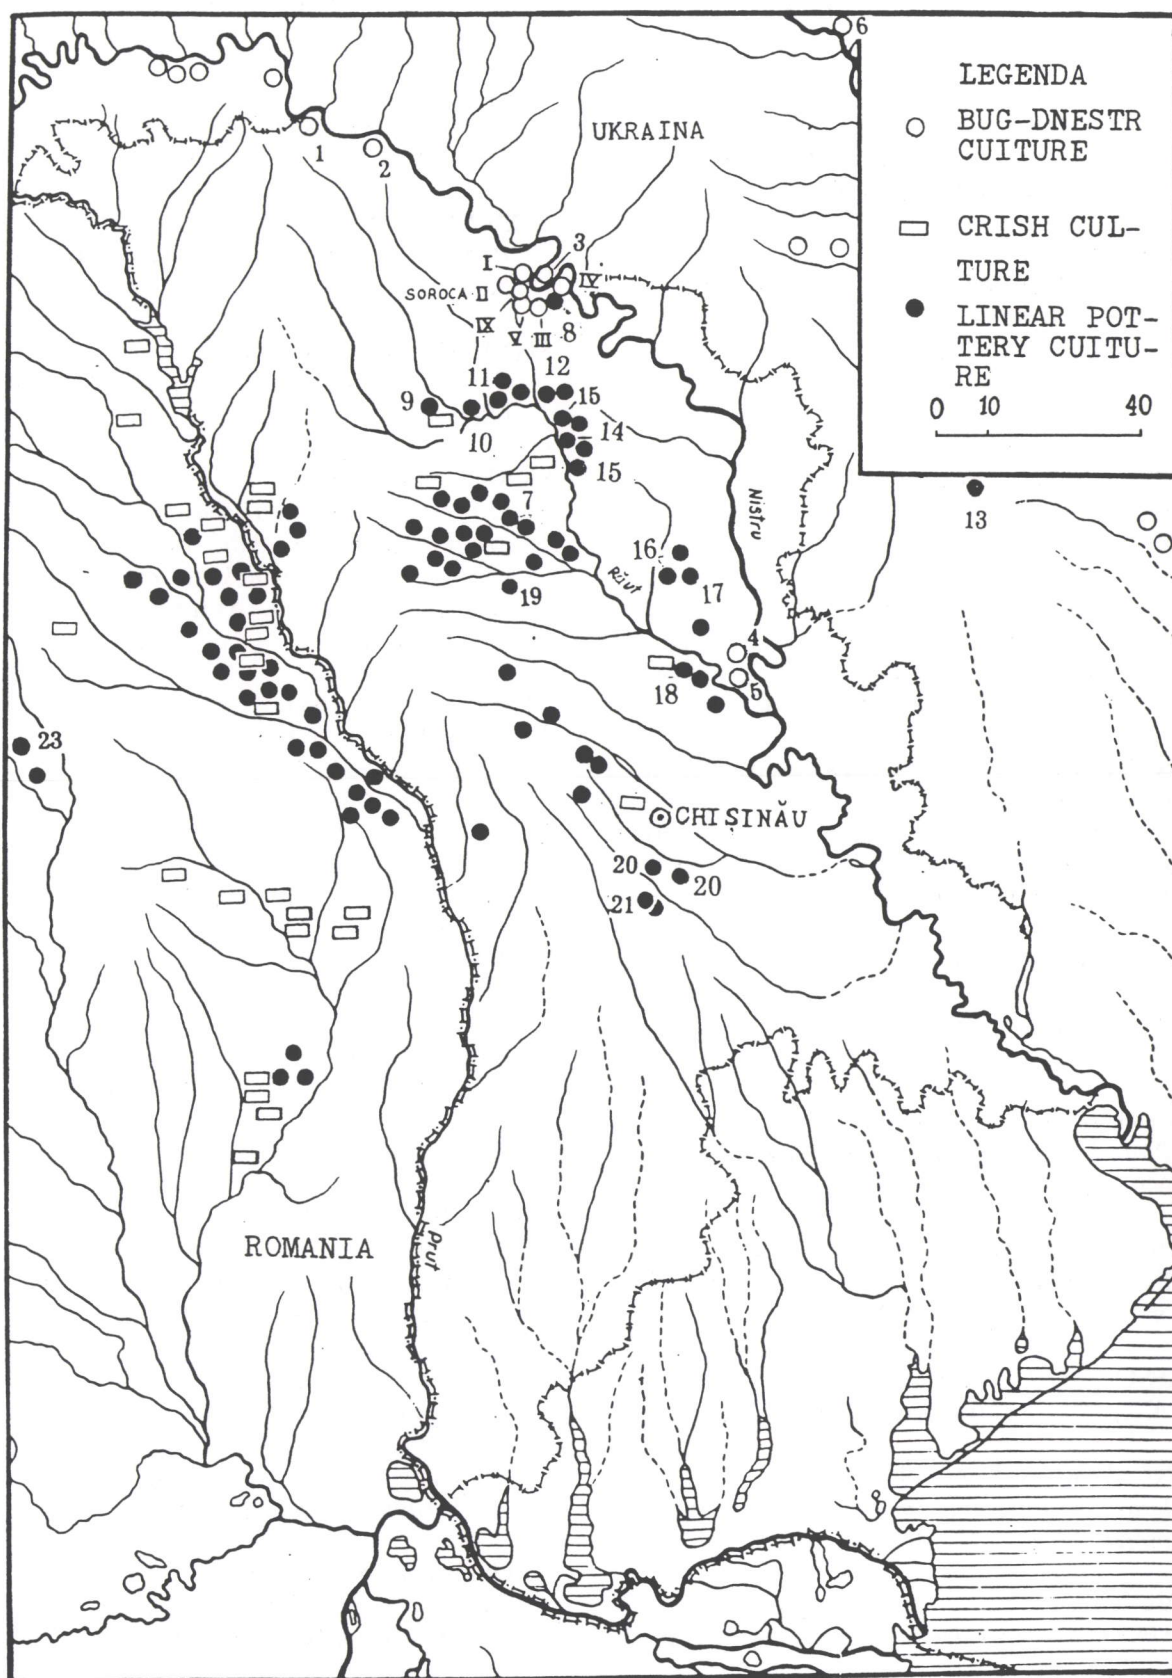 6
LEGENDA
BUG-DNESTR
CUITURE
CRISH CUL-
TURE
LINEAR POT-
TERY CUITU-
RE
0 10 40
UKRAINA
1
2
3
I
IV
SOROCA II
IX
V
III
8
11
12
9
15
10
14
15
7
13
Nistru
16
Răut
17
19
4
18
5
23
CHISINĂU
20
20
21
ROMANIA
Prut